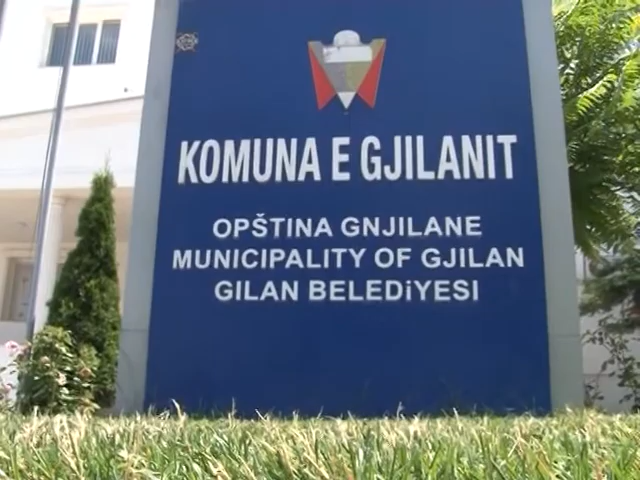 KOMUNA E GJILANIT
OPŠTINA GNJILANE
MUNICIPALITY OF GJILAN
GILAN BELEDiYESI